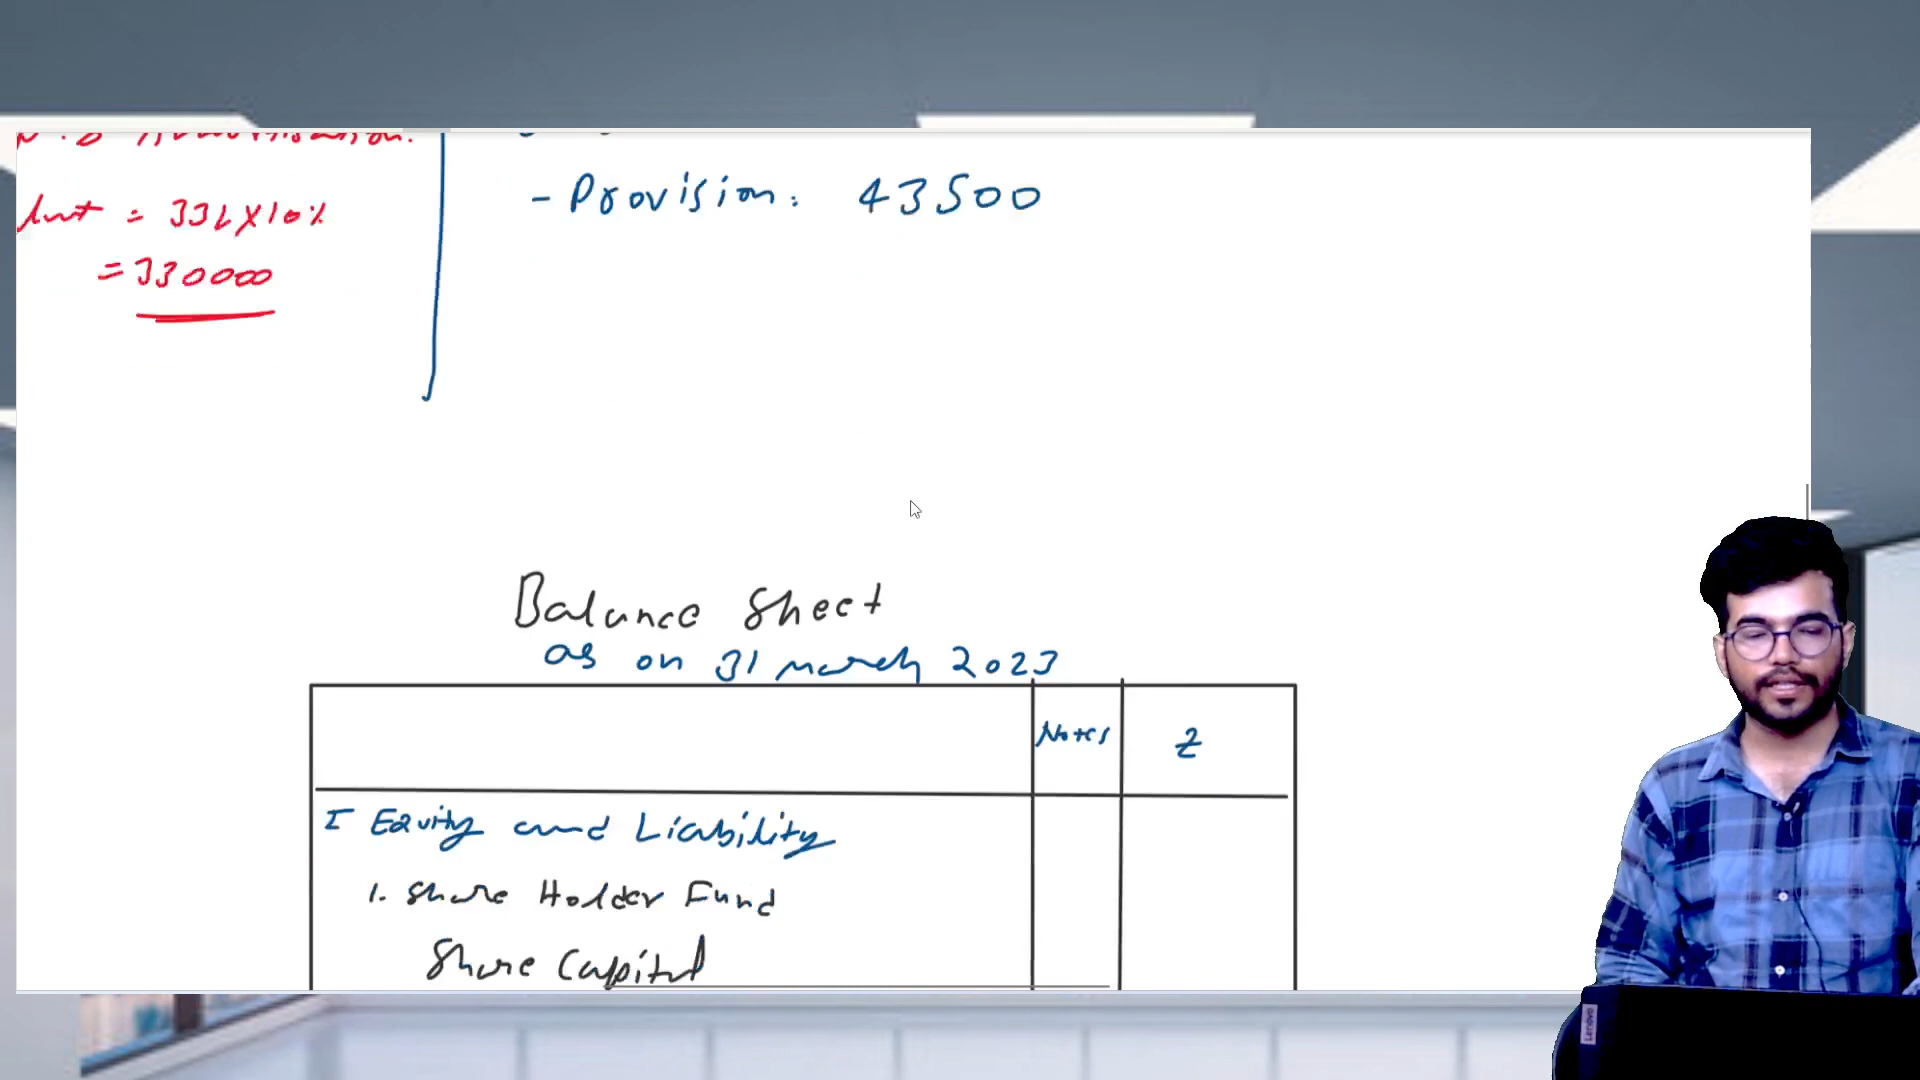 = 33L X 10%
= 330000
- Provision: 43500
Balance Sheet
as on 31 march 2023
Notes ₹
I Equity and Liability
1. Share Holder Fund
Share Capital
Lenovo